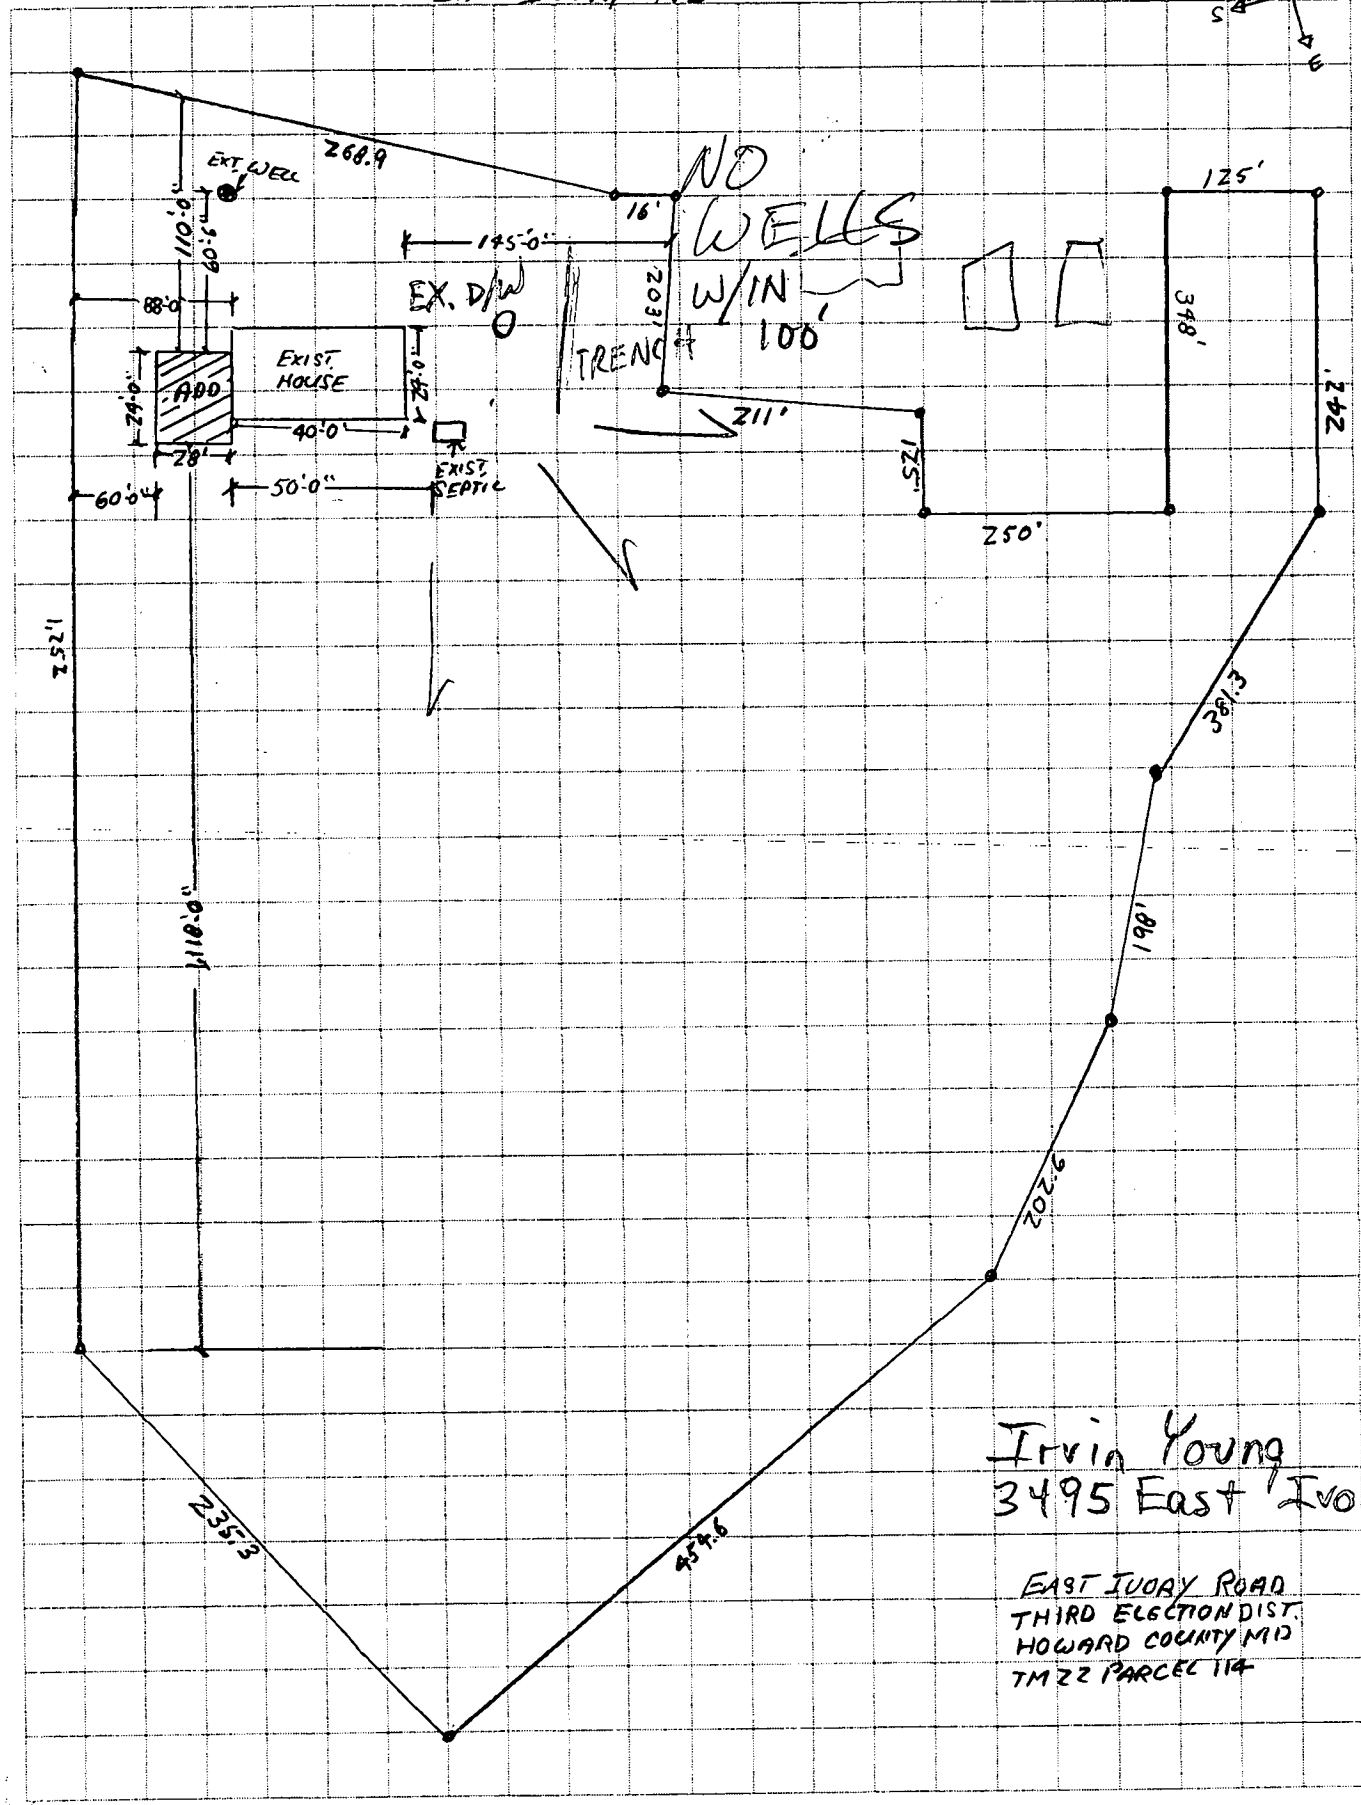 S
E
268.9
EXT. WELL
16'
NO
WELLS
W/IN
100'
125'
110'-0"
60'-5"
145'-0"
203'
88'-0
EX. D/W
TRENCH
348'
242'
EXIST.
HOUSE
24'-0"
ADD
24'-0"
40'-0'
28'
211'
125'
EXIST.
SEPTIC
60'-0"
50'-0"
250'
1,252
381.3
1,118'-0"
198'
202.6
235.3
454.6
Irvin Young
3495 East Ivo
EAST IVORY ROAD
THIRD ELECTION DIST.
HOWARD COUNTY MD
TM 22 PARCEL 114